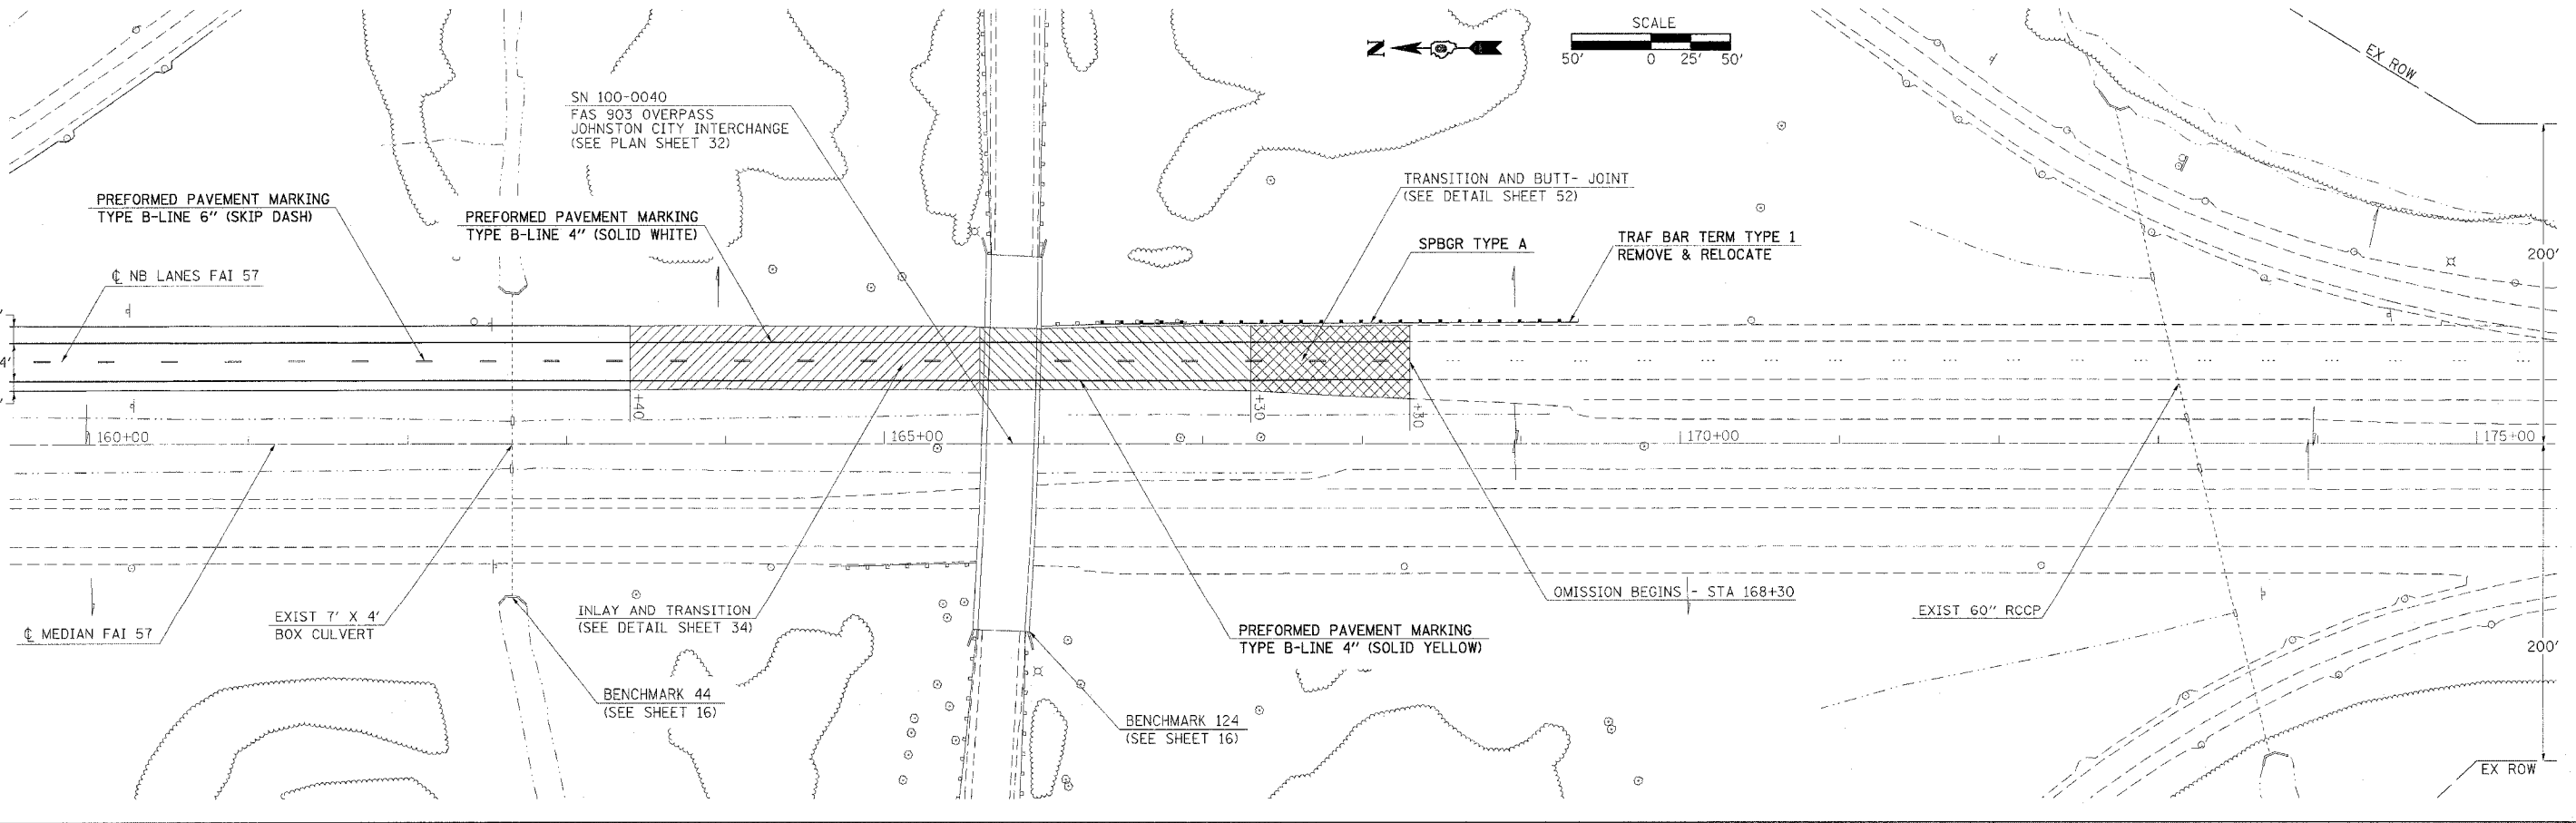 SCALE
50' 0 25' 50'
N
EX ROW
SN 100-0040
FAS 903 OVERPASS
JOHNSTON CITY INTERCHANGE
(SEE PLAN SHEET 32)
TRANSITION AND BUTT- JOINT
(SEE DETAIL SHEET 52)
PREFORMED PAVEMENT MARKING
TYPE B-LINE 6" (SKIP DASH)
PREFORMED PAVEMENT MARKING
TYPE B-LINE 4" (SOLID WHITE)
SPBGR TYPE A
TRAF BAR TERM TYPE 1
REMOVE & RELOCATE
200'
℄ NB LANES FAI 57
4'
+40
+30
+30
160+00
165+00
170+00
175+00
OMISSION BEGINS - STA 168+30
EXIST 60" RCCP
EXIST 7' X 4'
BOX CULVERT
INLAY AND TRANSITION
(SEE DETAIL SHEET 34)
℄ MEDIAN FAI 57
PREFORMED PAVEMENT MARKING
TYPE B-LINE 4" (SOLID YELLOW)
200'
BENCHMARK 44
(SEE SHEET 16)
BENCHMARK 124
(SEE SHEET 16)
EX ROW